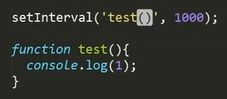 setInterval('test()', 1000);
function test(){
console.log(1);
}